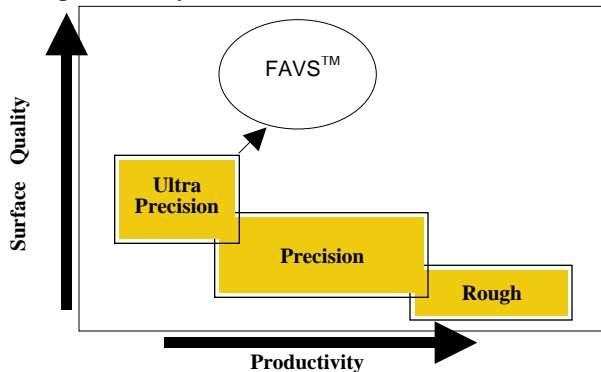 FAVS™
Ultra
Precision
Precision
Rough
Surface Quality
Productivity